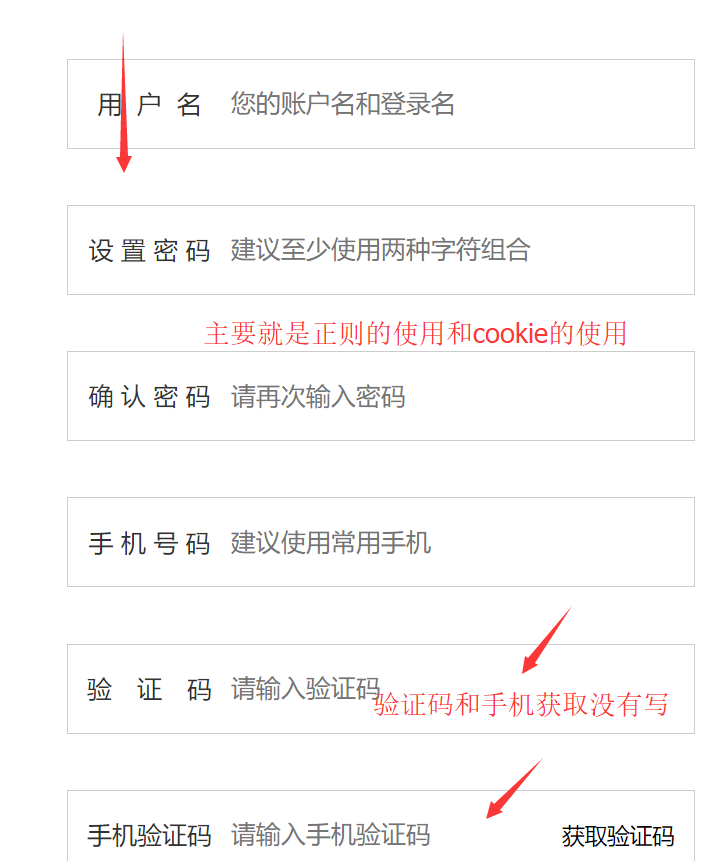 用 户 名 您的账户名和登录名
设 置 密 码 建议至少使用两种字符组合
主要就是正则的使用和cookie的使用
确 认 密 码 请再次输入密码
手 机 号 码 建议使用常用手机
验 证 码 请输入验证码
验证码和手机获取没有写
手机验证码 请输入手机验证码 获取验证码